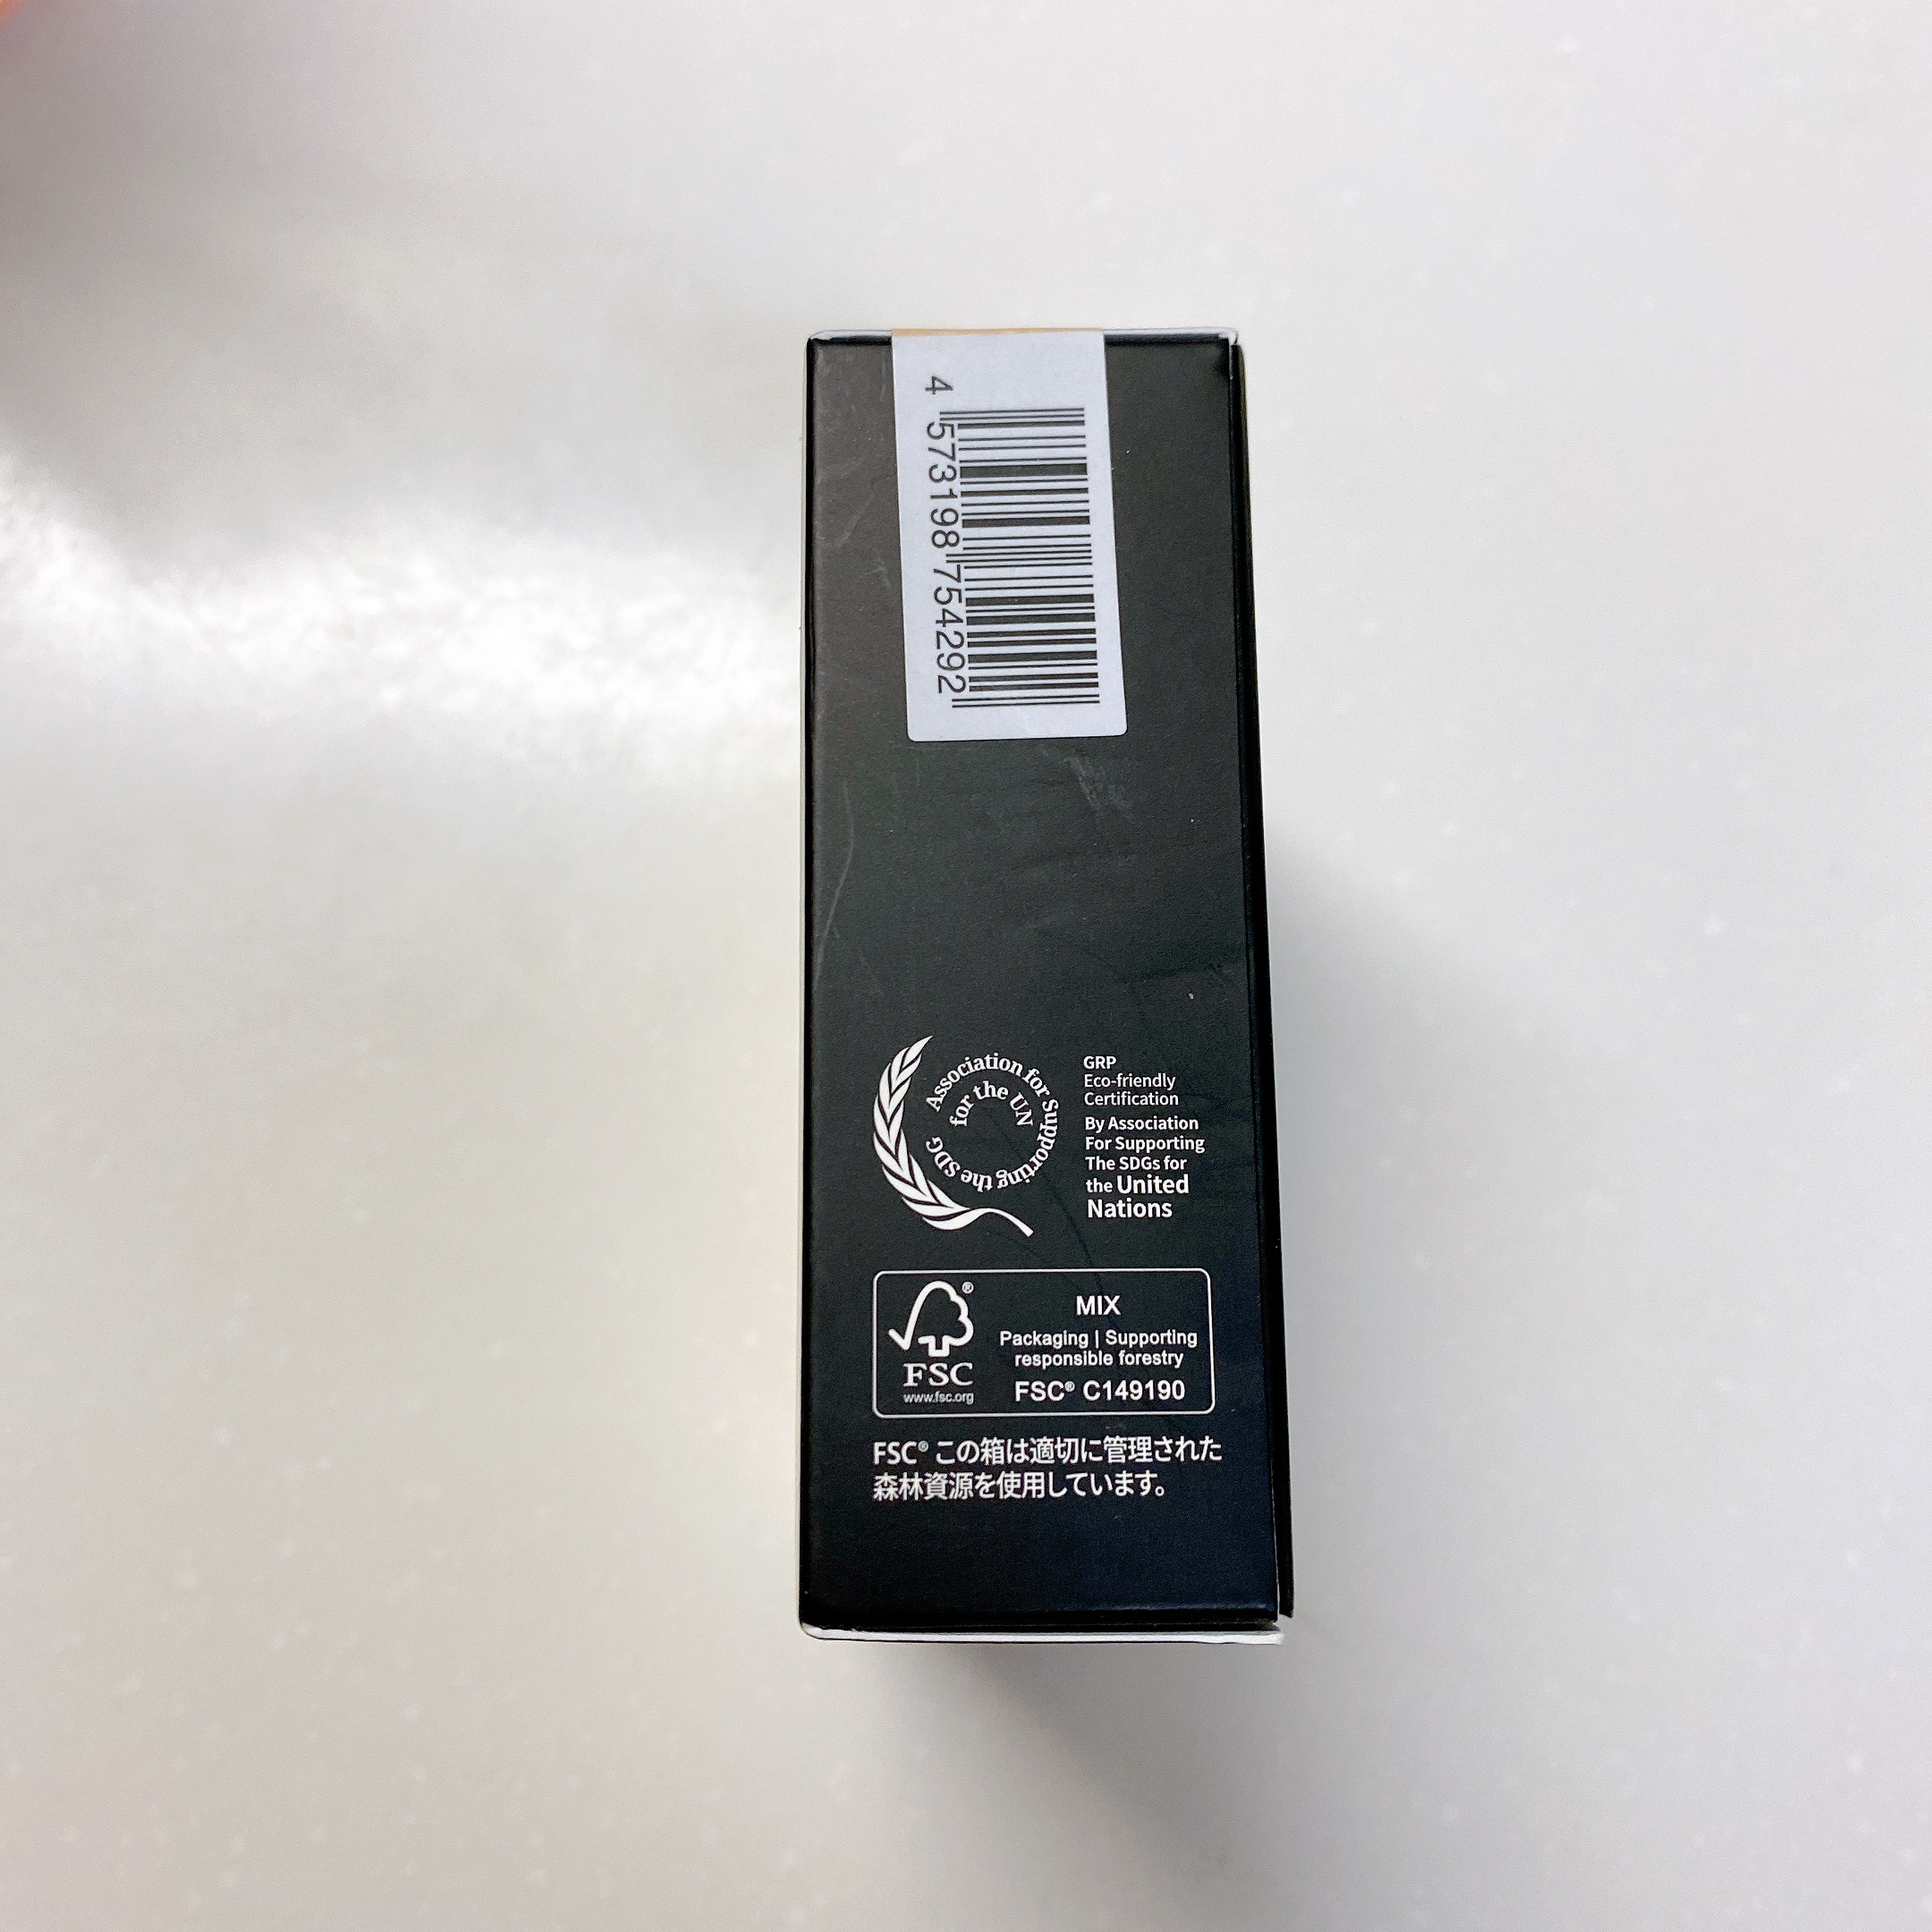 4 573198 754292
Association for Supporting the SDG
for the UN
GRP
Eco-friendly
Certification
By Association
For Supporting
The SDGs for
the United
Nations
FSC
www.fsc.org
MIX
Packaging | Supporting
responsible forestry
FSC® C149190
FSC® この箱は適切に管理された
森林資源を使用しています。